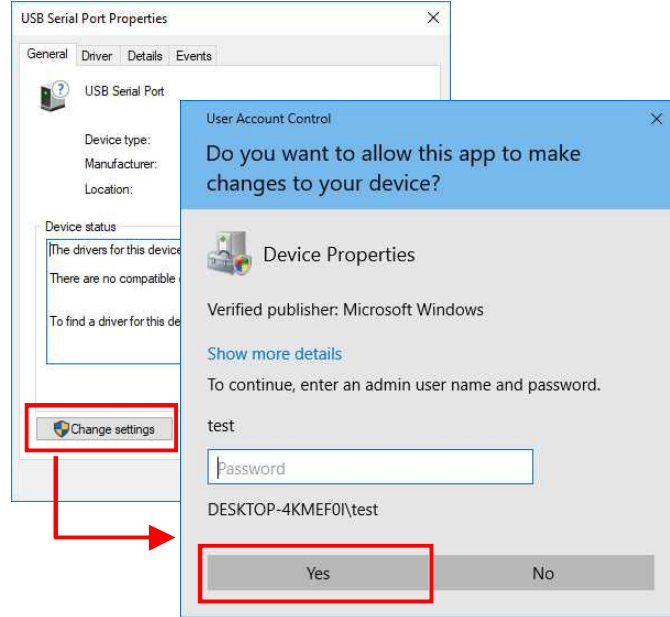 USB Serial Port Properties
General Driver Details Events
USB Serial Port
Device type:
Manufacturer:
Location:
Device status
The drivers for this device
There are no compatible
To find a driver for this de
Change settings
User Account Control
Do you want to allow this app to make
changes to your device?
Device Properties
Verified publisher: Microsoft Windows
Show more details
To continue, enter an admin user name and password.
test
Password
DESKTOP-4KMEF0I\test
Yes No